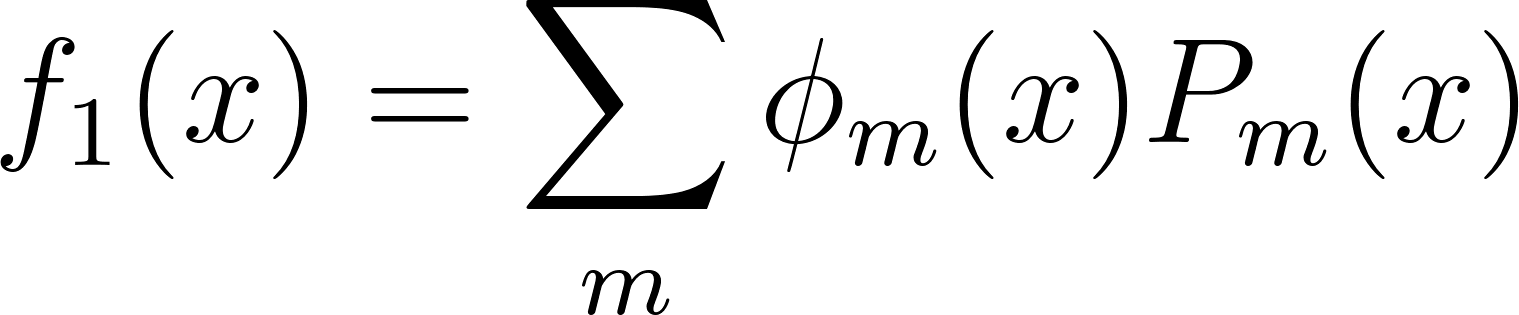 f_1(x) = \sum_m \phi_m(x) P_m(x)